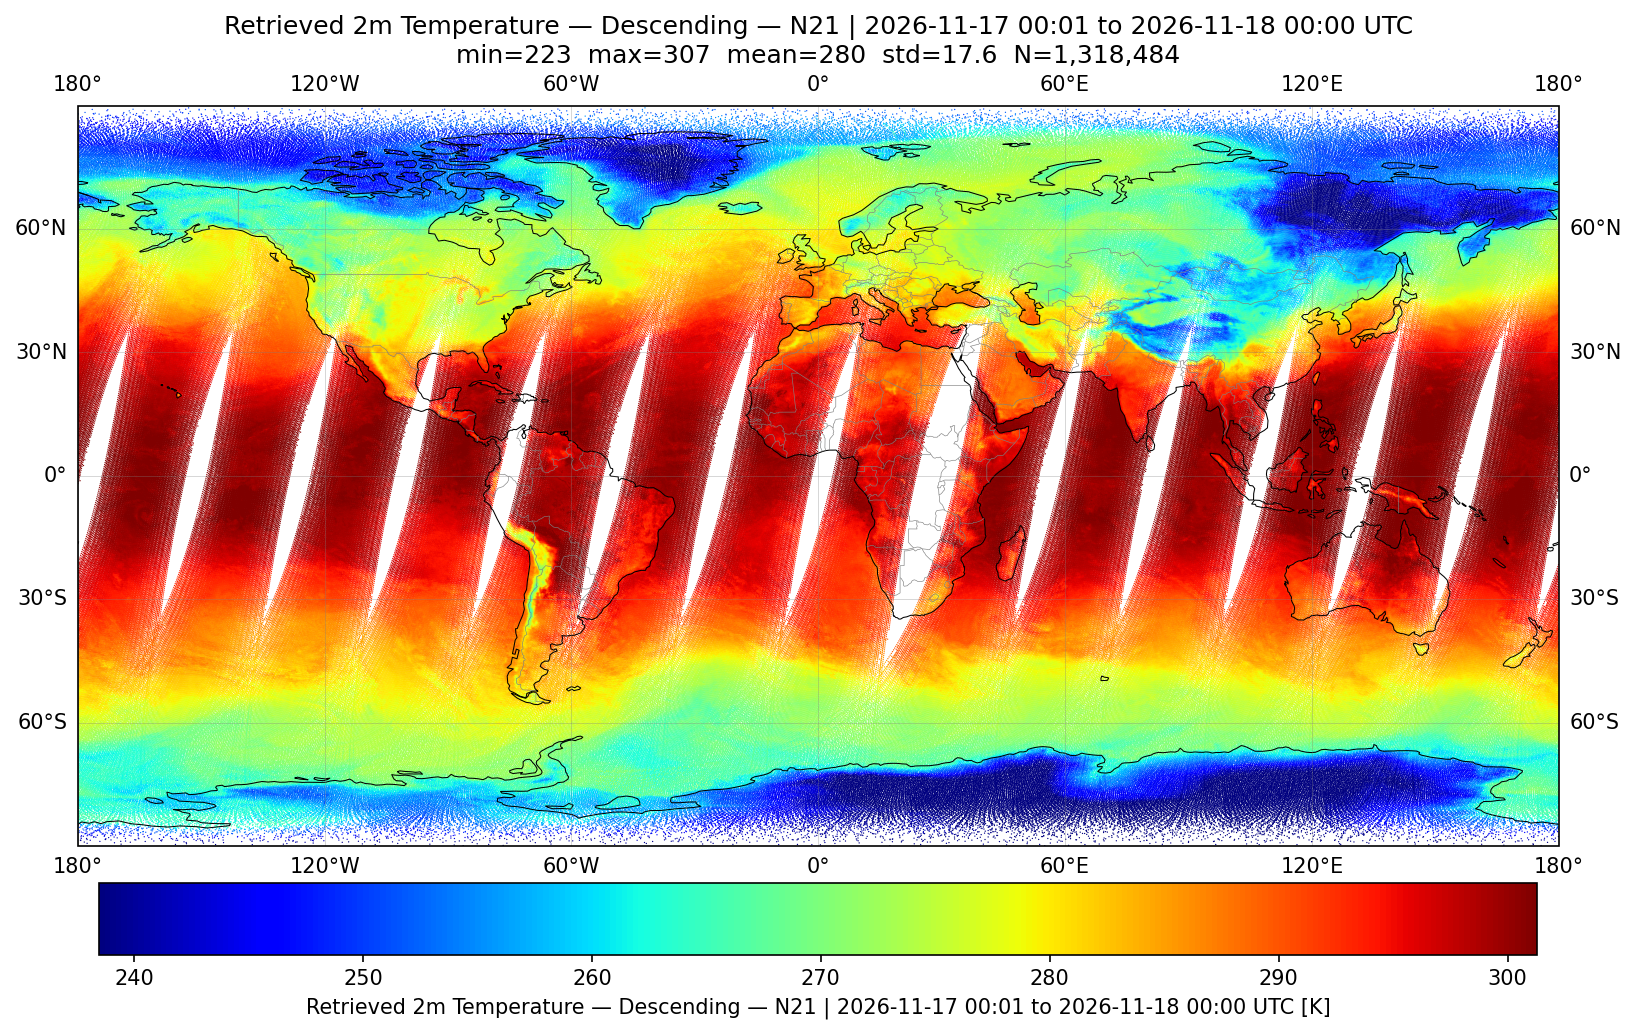 Retrieved 2m Temperature — Descending — N21 | 2026-11-17 00:01 to 2026-11-18 00:00 UTC
min=223 max=307 mean=280 std=17.6 N=1,318,484
180° 120°W 60°W 0° 60°E 120°E 180°
60°N 60°N
30°N 30°N
0° 0°
30°S 30°S
60°S 60°S
180° 120°W 60°W 0° 60°E 120°E 180°
240 250 260 270 280 290 300
Retrieved 2m Temperature — Descending — N21 | 2026-11-17 00:01 to 2026-11-18 00:00 UTC [K]